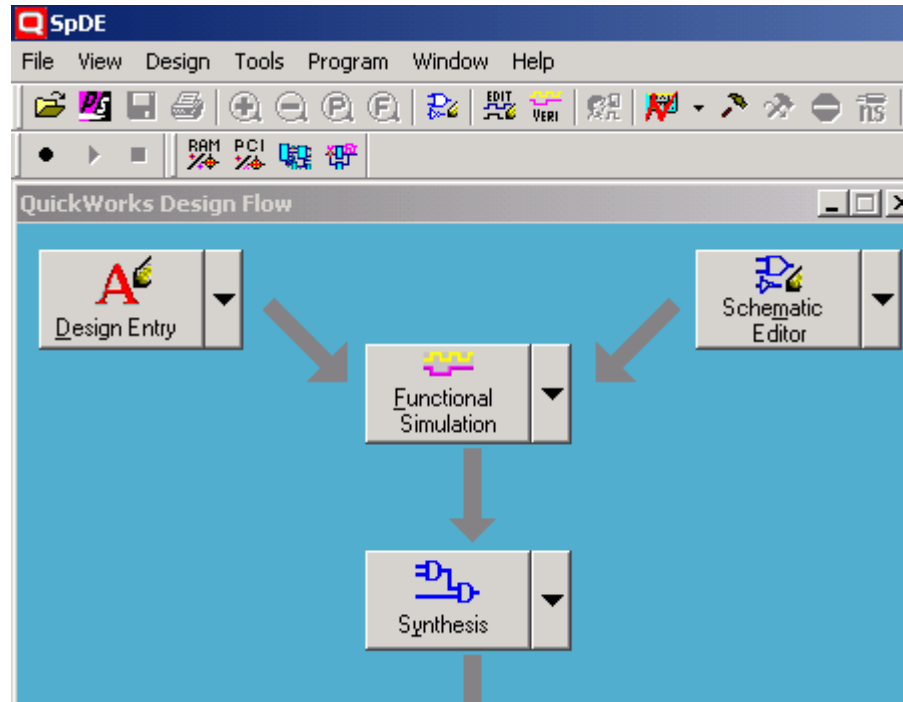 SpDE
File View Design Tools Program Window Help
EDIT
VERI
RAM PCI
QuickWorks Design Flow
Design Entry
Schematic
Editor
Functional
Simulation
Synthesis